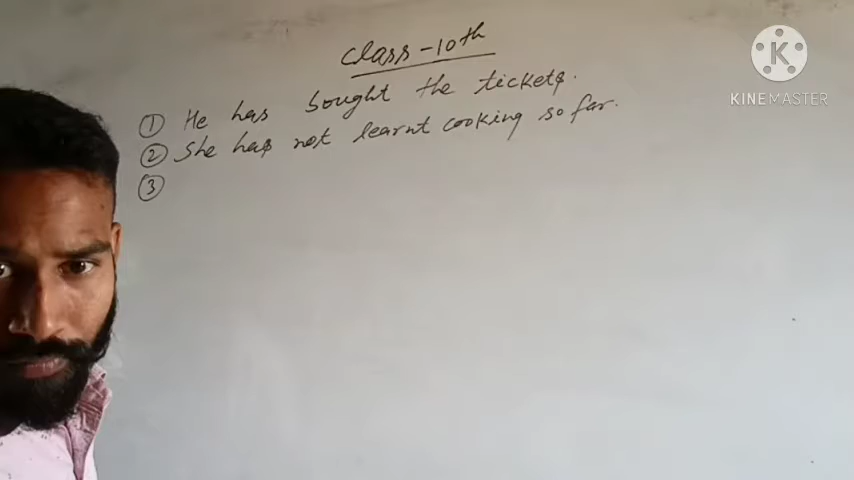 Class-10th
① He has bought the tickets.
② She has not learnt cooking so far.
③
KINEMASTER